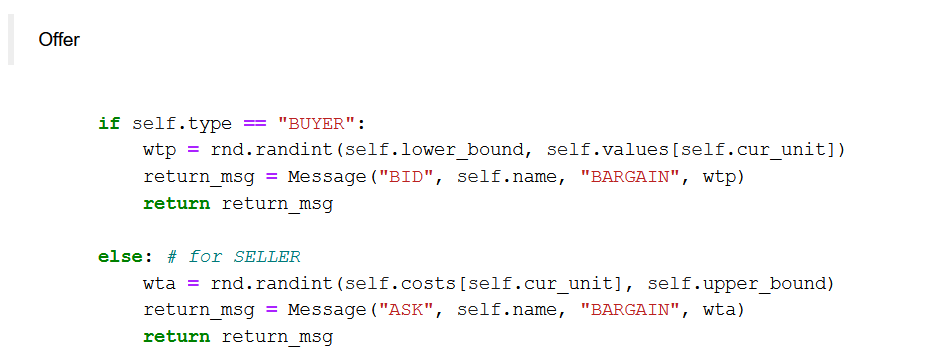 Offer
if self.type == "BUYER":
    wtp = rnd.randint(self.lower_bound, self.values[self.cur_unit])
    return_msg = Message("BID", self.name, "BARGAIN", wtp)
    return return_msg
else: # for SELLER
    wta = rnd.randint(self.costs[self.cur_unit], self.upper_bound)
    return_msg = Message("ASK", self.name, "BARGAIN", wta)
    return return_msg